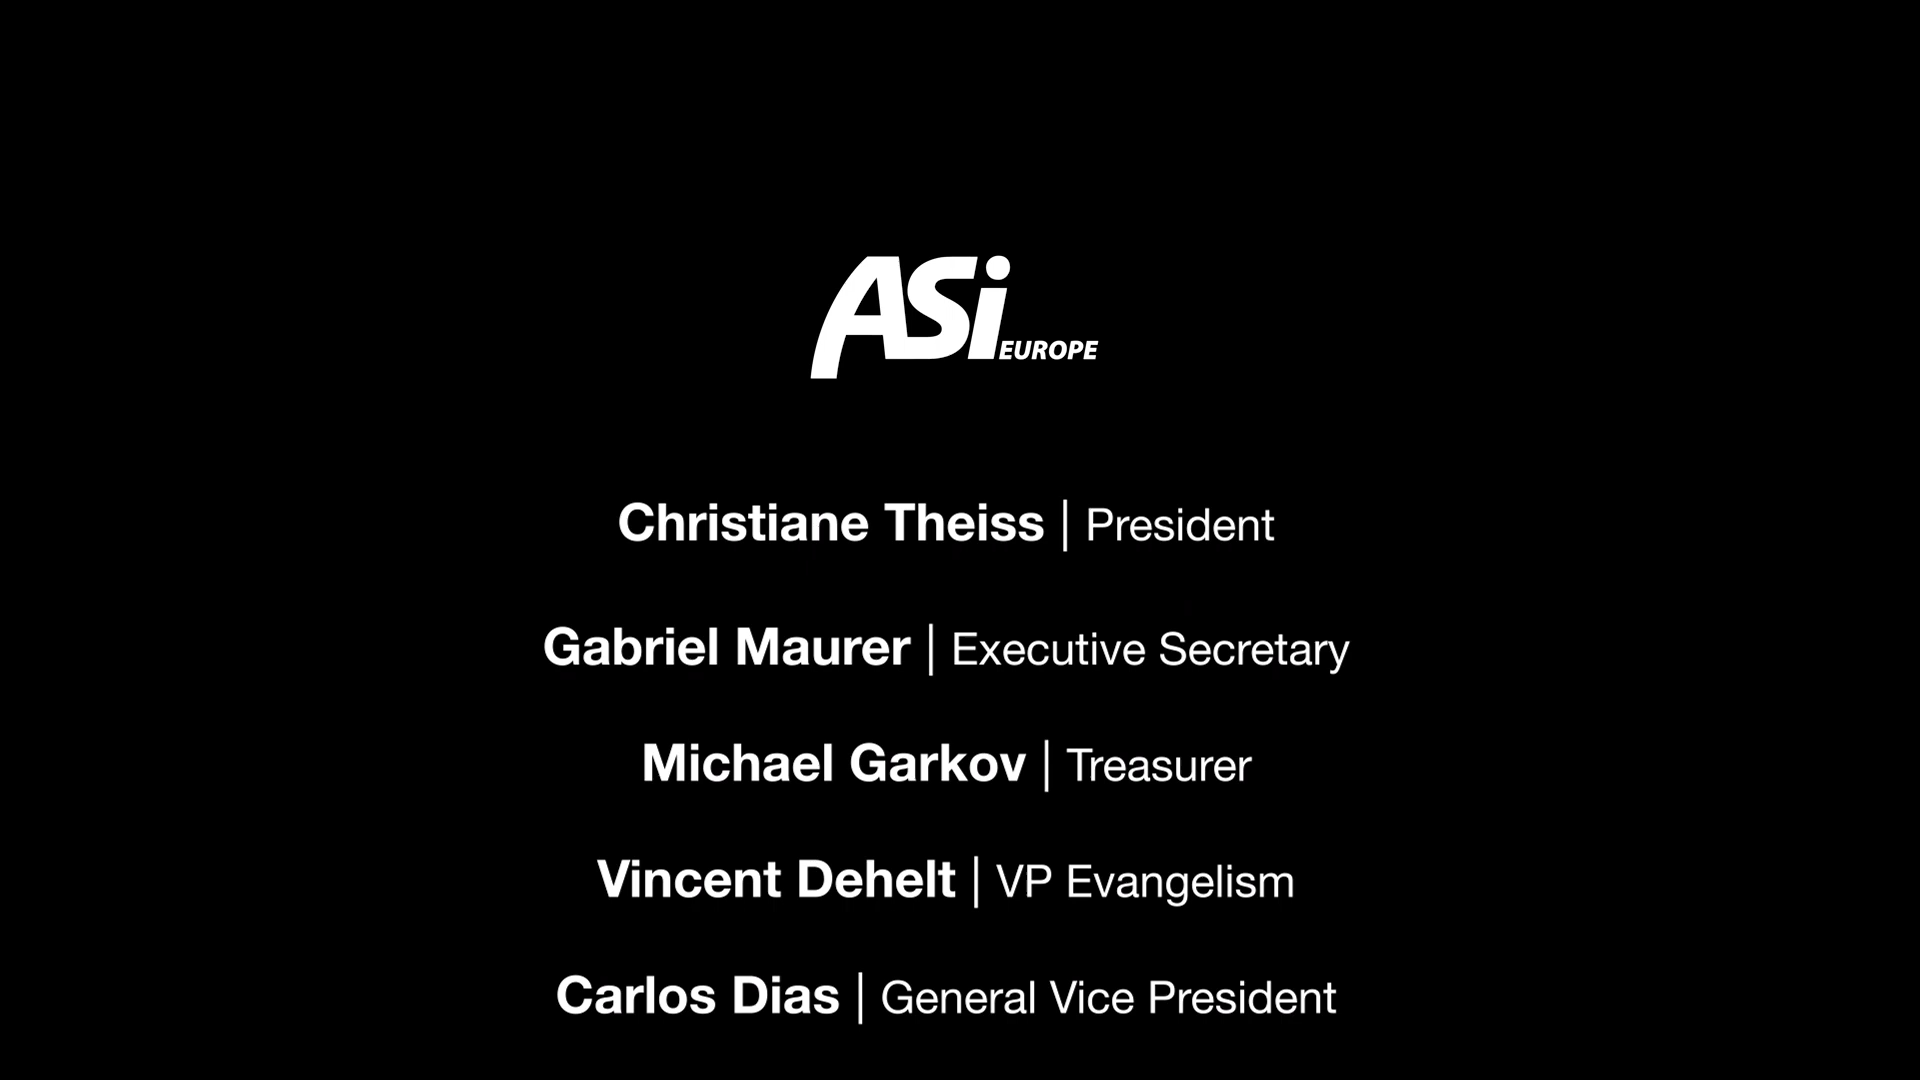 ASi EUROPE
Christiane Theiss | President
Gabriel Maurer | Executive Secretary
Michael Garkov | Treasurer
Vincent Dehelt | VP Evangelism
Carlos Dias | General Vice President